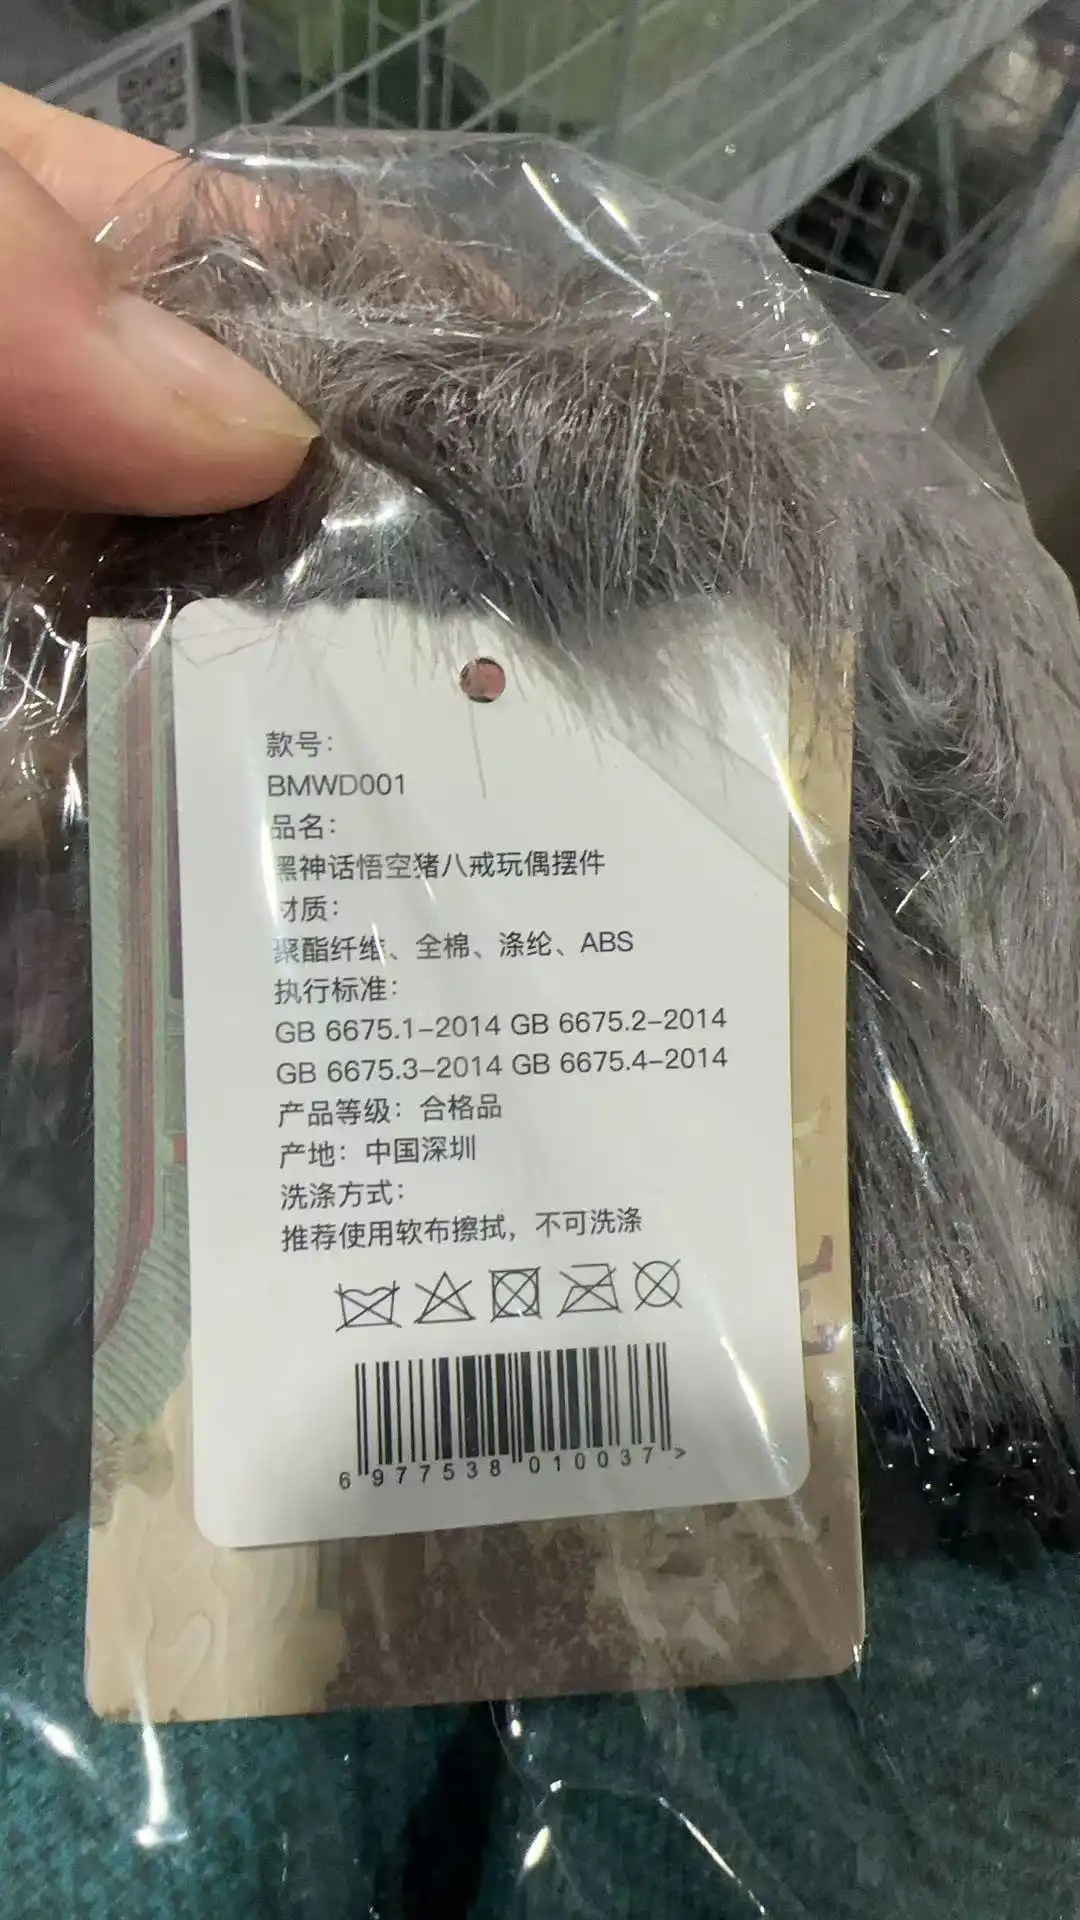 款号：
BMWD001
品名：
黑神话悟空猪八戒玩偶摆件
材质：
聚酯纤维、全棉、涤纶、ABS
执行标准：
GB 6675.1-2014 GB 6675.2-2014
GB 6675.3-2014 GB 6675.4-2014
产品等级：合格品
产地：中国深圳
洗涤方式：
推荐使用软布擦拭，不可洗涤
6 977538 010037 >